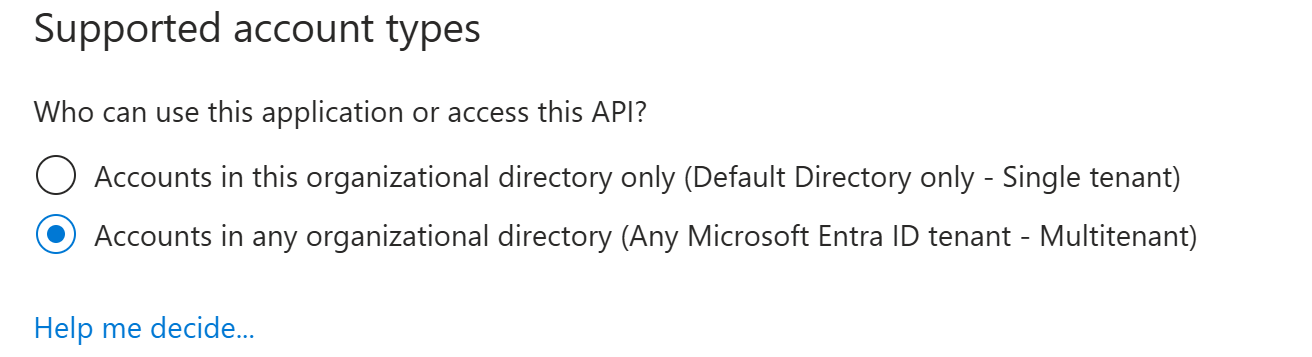 Supported account types
Who can use this application or access this API?
Accounts in this organizational directory only (Default Directory only - Single tenant)
Accounts in any organizational directory (Any Microsoft Entra ID tenant - Multitenant)
Help me decide...